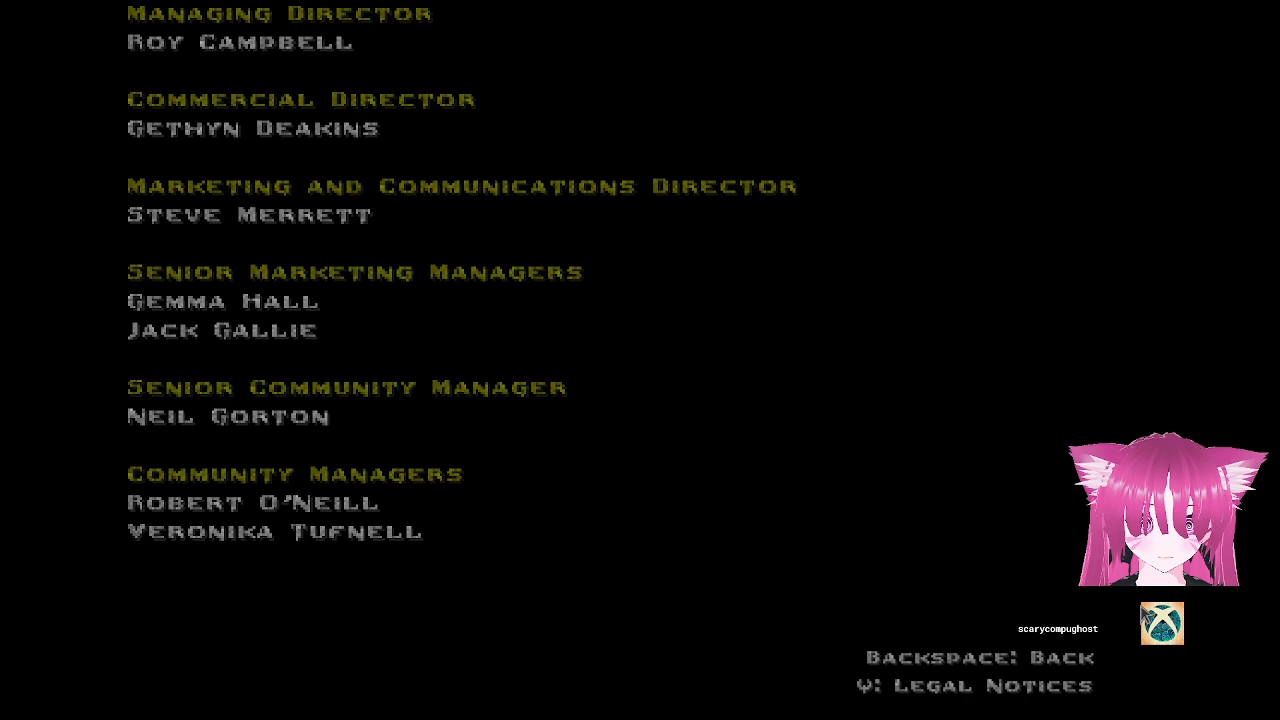 Managing Director
Roy Campbell
Commercial Director
Gethyn Deakins
Marketing and Communications Director
Steve Merrett
Senior Marketing Managers
Gemma Hall
Jack Gallie
Senior Community Manager
Neil Gorton
Community Managers
Robert O'Neill
Veronika Tufnell
scarycompughost
Backspace: Back
Y: Legal Notices